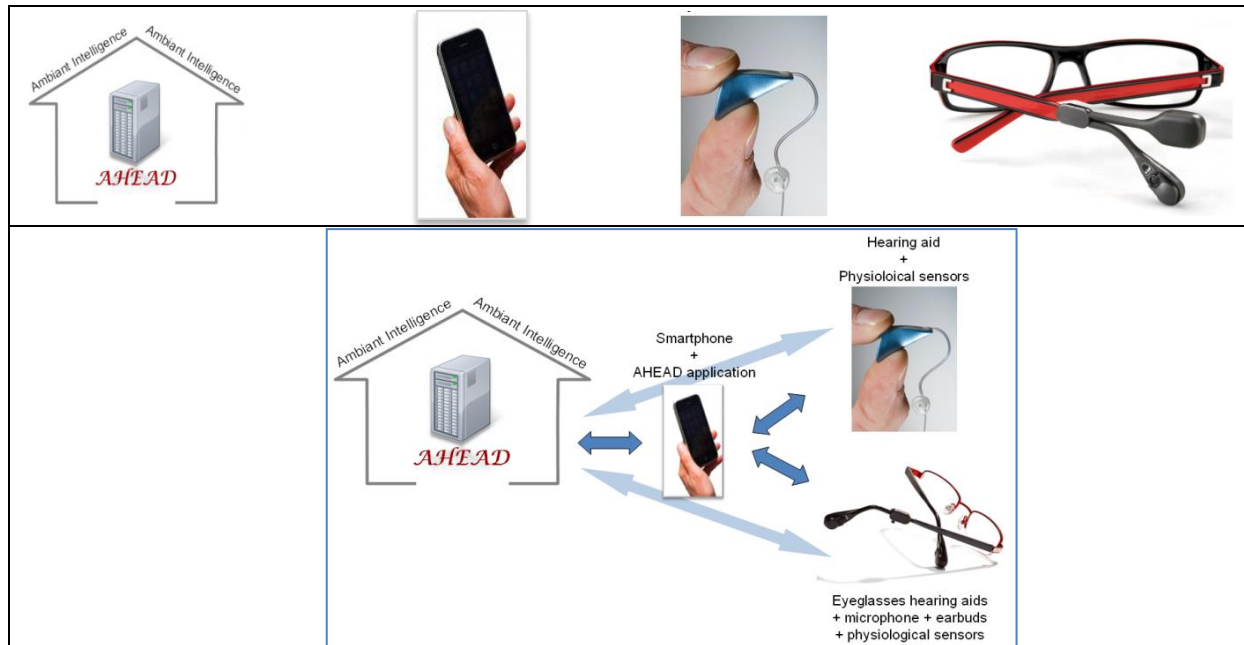 Ambiant Intelligence
Ambiant Intelligence
AHEAD
Ambiant Intelligence
Ambiant Intelligence
AHEAD
Smartphone
+
AHEAD application
Hearing aid
+
Physioloical sensors
Eyeglasses hearing aids
+ microphone + earbuds
+ physiological sensors